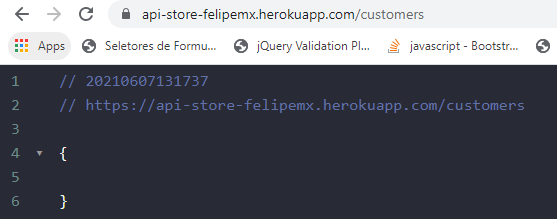 api-store-felipemx.herokuapp.com/customers
Apps Seletores de Formu... jQuery Validation Pl... javascript - Bootstr...
1 // 20210607131737
2 // https://api-store-felipemx.herokuapp.com/customers
3
4 {
5
6 }